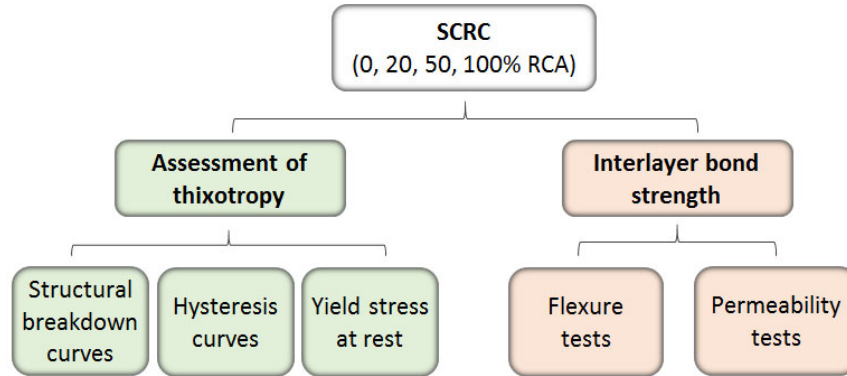 SCRC
(0, 20, 50, 100% RCA)
Assessment of
thixotropy
Interlayer bond
strength
Structural
breakdown
curves
Hysteresis
curves
Yield stress
at rest
Flexure
tests
Permeability
tests